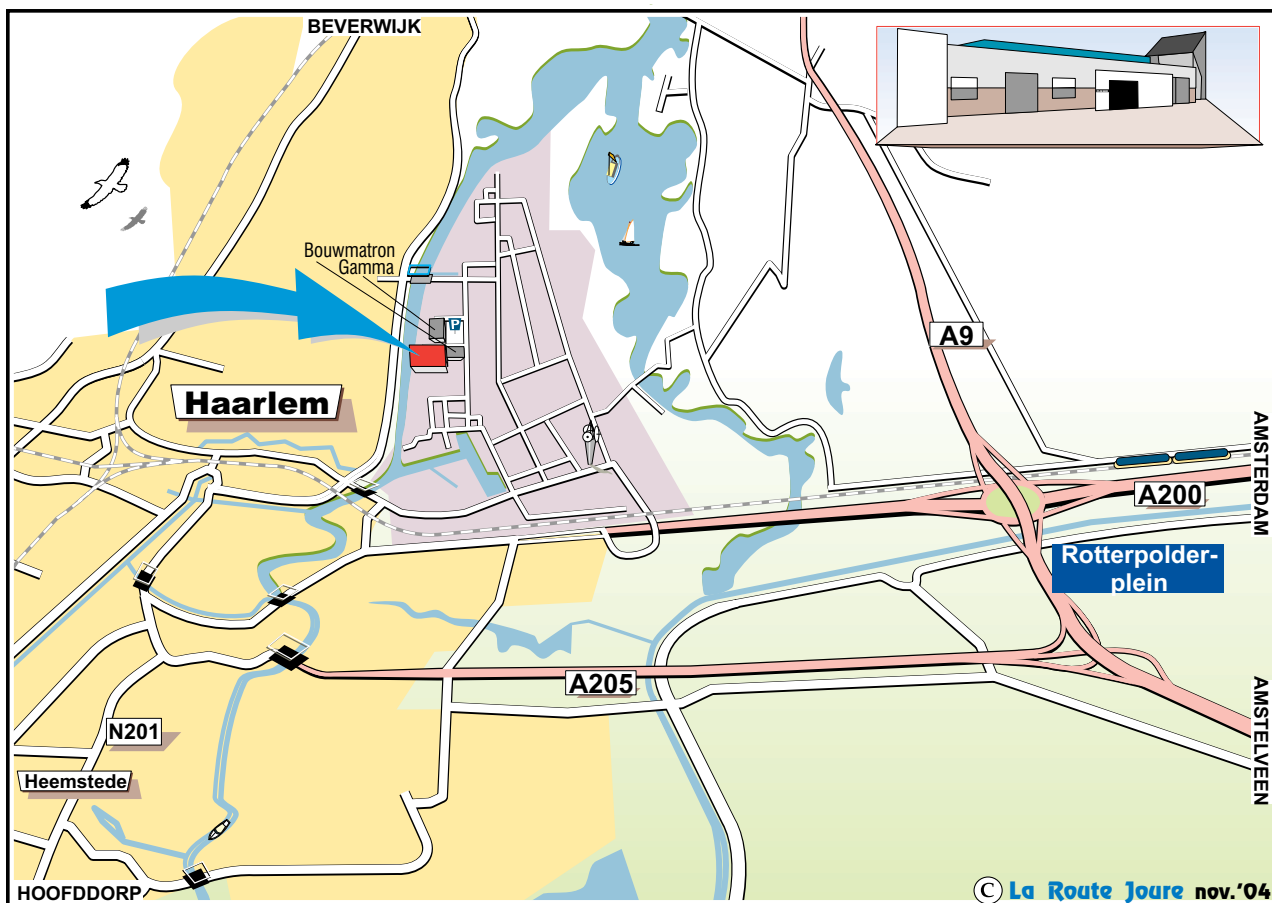 BEVERWIJK
Bouwmatron
Gamma
P
A9
Haarlem
AMSTERDAM
A200
Rotterpolder-
plein
A205
N201
AMSTELVEEN
Heemstede
HOOFDDORP
© La Route Joure nov.'04